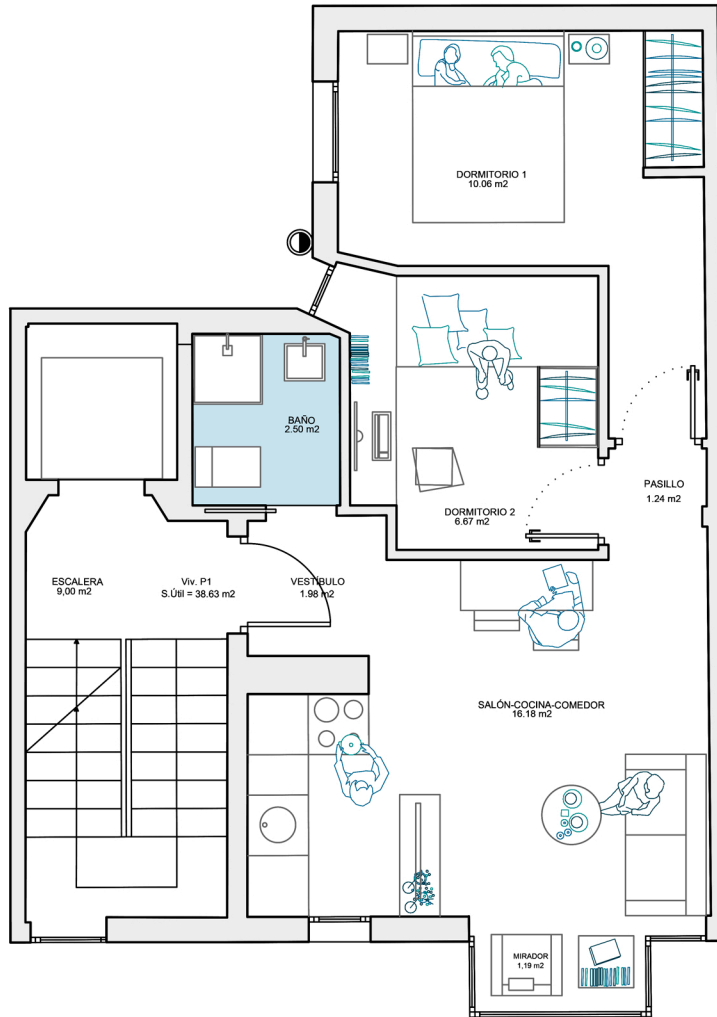 DORMITORIO 1
10.06 m2
BAÑO
2.50 m2
PASILLO
1.24 m2
DORMITORIO 2
6.67 m2
ESCALERA
9,00 m2
Viv. P1
S.Útil = 38.63 m2
VESTÍBULO
1.98 m2
SALÓN-COCINA-COMEDOR
16.18 m2
MIRADOR
1,19 m2